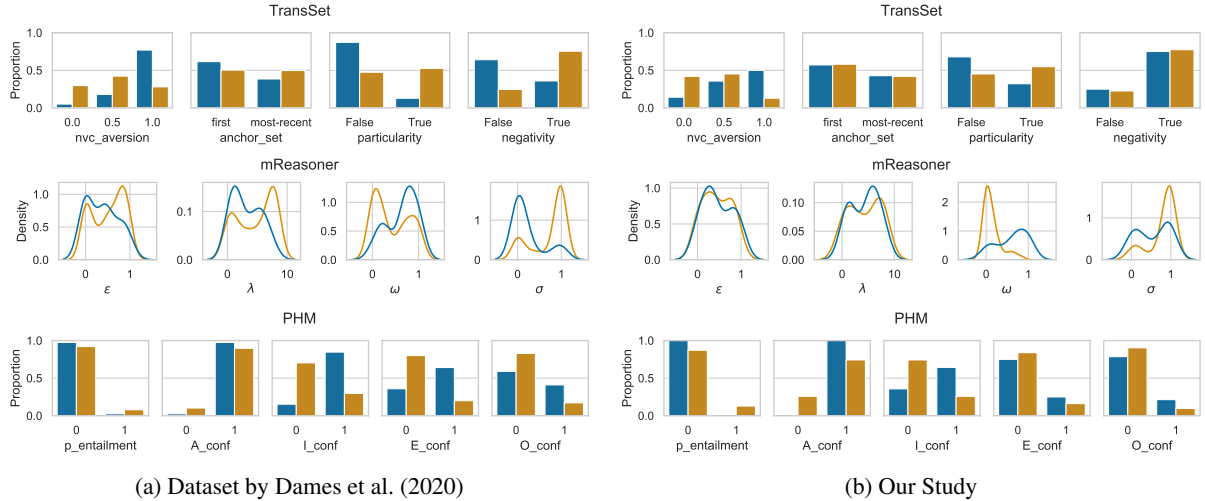 TransSet
Proportion
1.0
0.5
0.0
0.0 0.5 1.0
nvc_aversion
first most-recent
anchor_set
False True
particularity
False True
negativity
mReasoner
Density
1.0
0.5
0.0
0 1
ε
0.1
0.0
0 10
λ
1.0
0.5
0.0
0 1
ω
1
0
0 1
σ
PHM
Proportion
1.0
0.5
0.0
0 1
p_entailment
0 1
A_conf
0 1
I_conf
0 1
E_conf
0 1
O_conf
(a) Dataset by Dames et al. (2020)
TransSet
Proportion
1.0
0.5
0.0
0.0 0.5 1.0
nvc_aversion
first most-recent
anchor_set
False True
particularity
False True
negativity
mReasoner
Density
1.0
0.5
0.0
0 1
ε
0.10
0.05
0.00
0 10
λ
2
1
0
0 1
ω
1
0
0 1
σ
PHM
Proportion
1.0
0.5
0.0
0 1
p_entailment
0 1
A_conf
0 1
I_conf
0 1
E_conf
0 1
O_conf
(b) Our Study